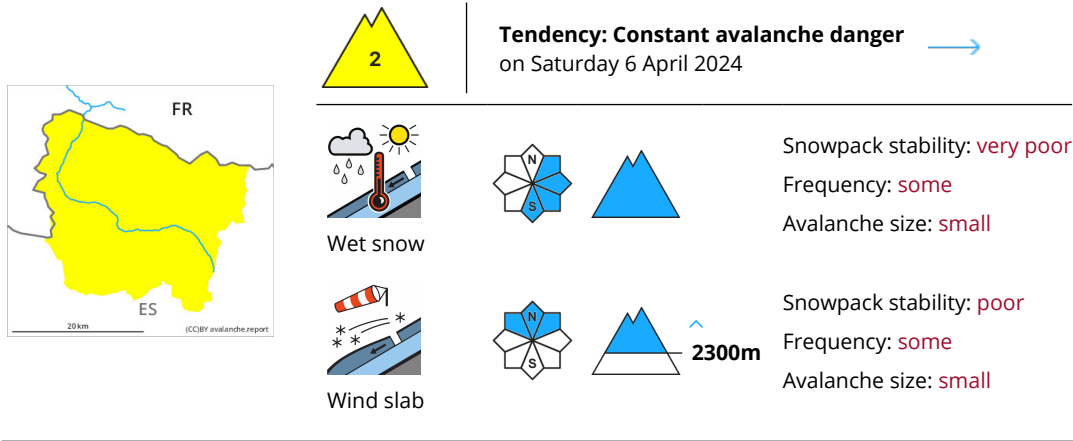 2
Tendency: Constant avalanche danger
on Saturday 6 April 2024
FR
ES
20 km
(CC)BY avalanche.report
Wet snow
N
S
Snowpack stability: very poor
Frequency: some
Avalanche size: small
Wind slab
N
S
2300m
Snowpack stability: poor
Frequency: some
Avalanche size: small